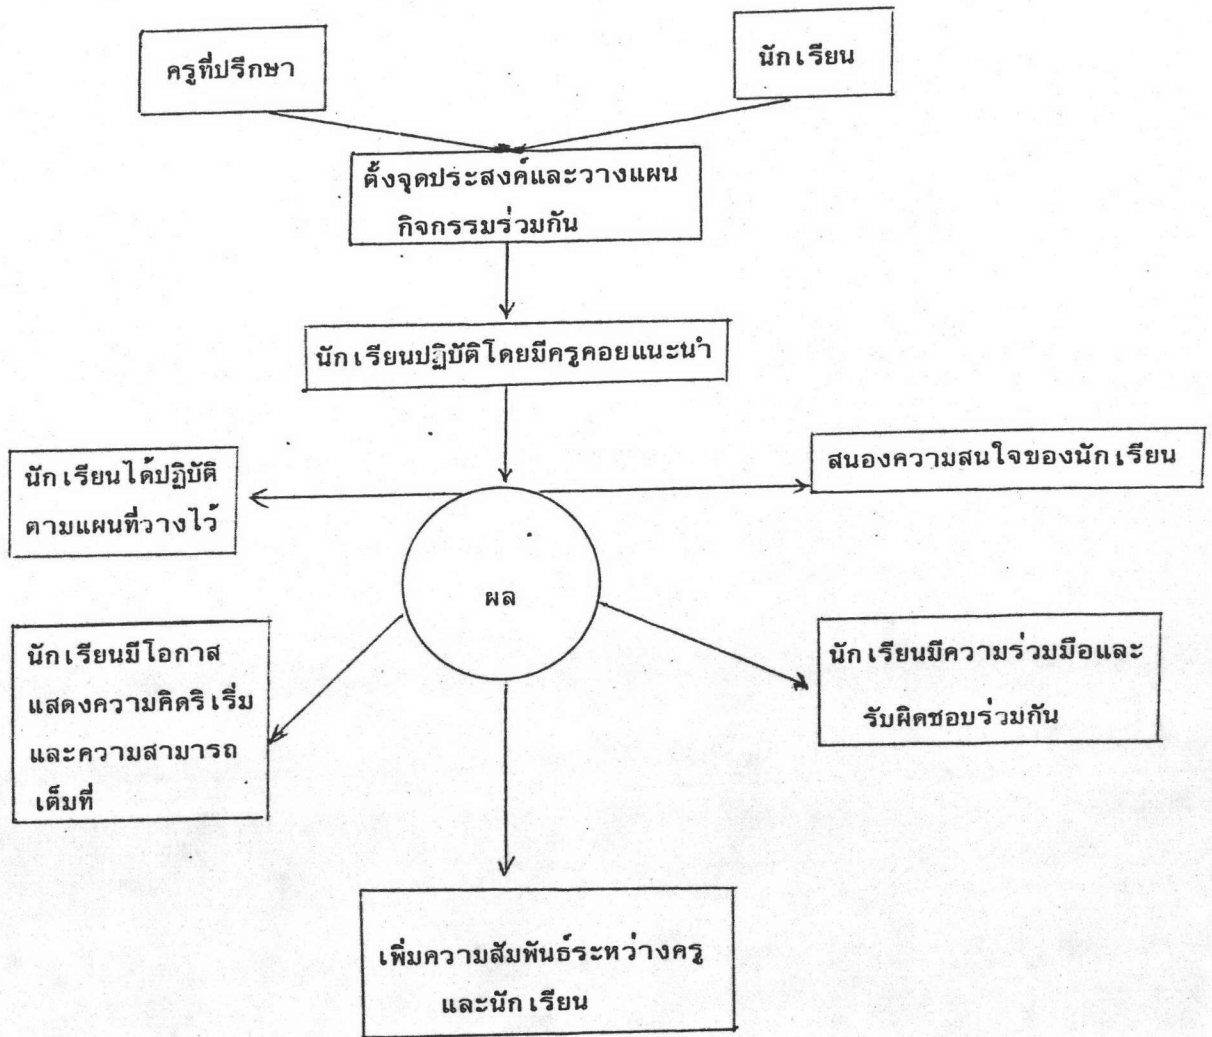 ครูที่ปรึกษา
นักเรียน
ตั้งจุดประสงค์และวางแผน
กิจกรรมร่วมกัน
นักเรียนปฏิบัติโดยมีครูคอยแนะนำ
นักเรียนได้ปฏิบัติ
ตามแผนที่วางไว้
สนองความสนใจของนักเรียน
ผล
นักเรียนมีโอกาส
แสดงความคิดริเริ่ม
และความสามารถ
เต็มที่
นักเรียนมีความร่วมมือและ
รับผิดชอบร่วมกัน
เพิ่มความสัมพันธ์ระหว่างครู
และนักเรียน